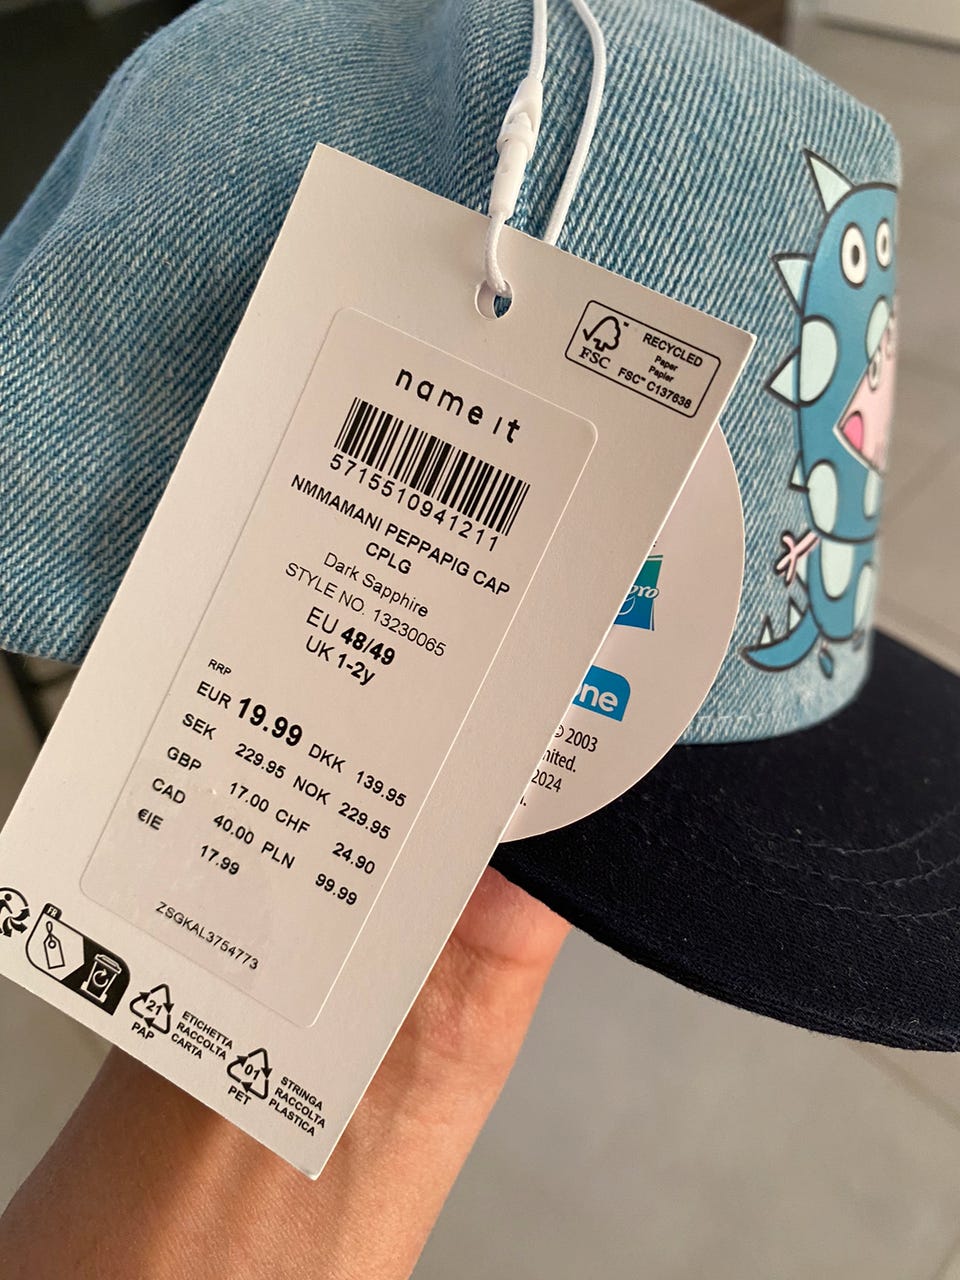 RECYCLED
Paper
Papier
FSC™ C137638
FSC
name it
5715510941211
NMMAMANI PEPPAPIG CAP
CPLG
Dark Sapphire
STYLE NO. 13230065
EU 48/49
UK 1-2y
RRP
EUR 19.99 DKK 139.95
SEK 229.95 NOK 229.95
GBP 17.00 CHF 24.90
CAD 40.00 PLN 99.99
€IE 17.99
ZSGKAL3754773
FR
21
PAP
ETICHETTA
RACCOLTA
CARTA
01
PET
STRINGA
RACCOLTA
PLASTICA
© 2003
2024